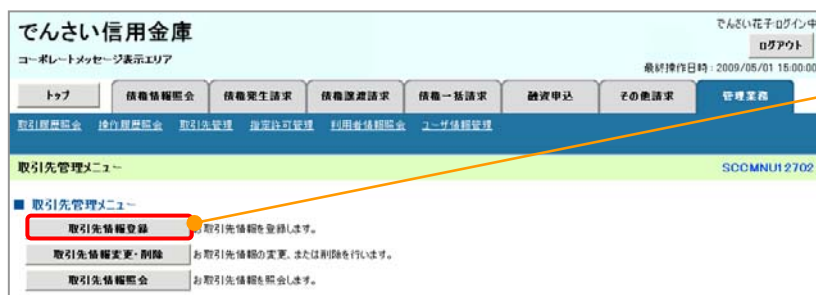 でんさい信用金庫
コーポレートメッセージ表示エリア
でんさい花子 ログイン中
ログアウト
最終操作日時：2009/05/01 15:00:00
トップ 債権情報照会 債権発生請求 債権譲渡請求 債権一括請求 融資申込 その他請求 管理業務
取引履歴照会 操作履歴照会 取引先管理 指定許可管理 利用者情報照会 ユーザ情報管理
取引先管理メニュー SCCMNU12702
■ 取引先管理メニュー
取引先情報登録 お取引先情報を登録します。
取引先情報変更・削除 お取引先情報の変更、または削除を行います。
取引先情報照会 お取引先情報を照会します。